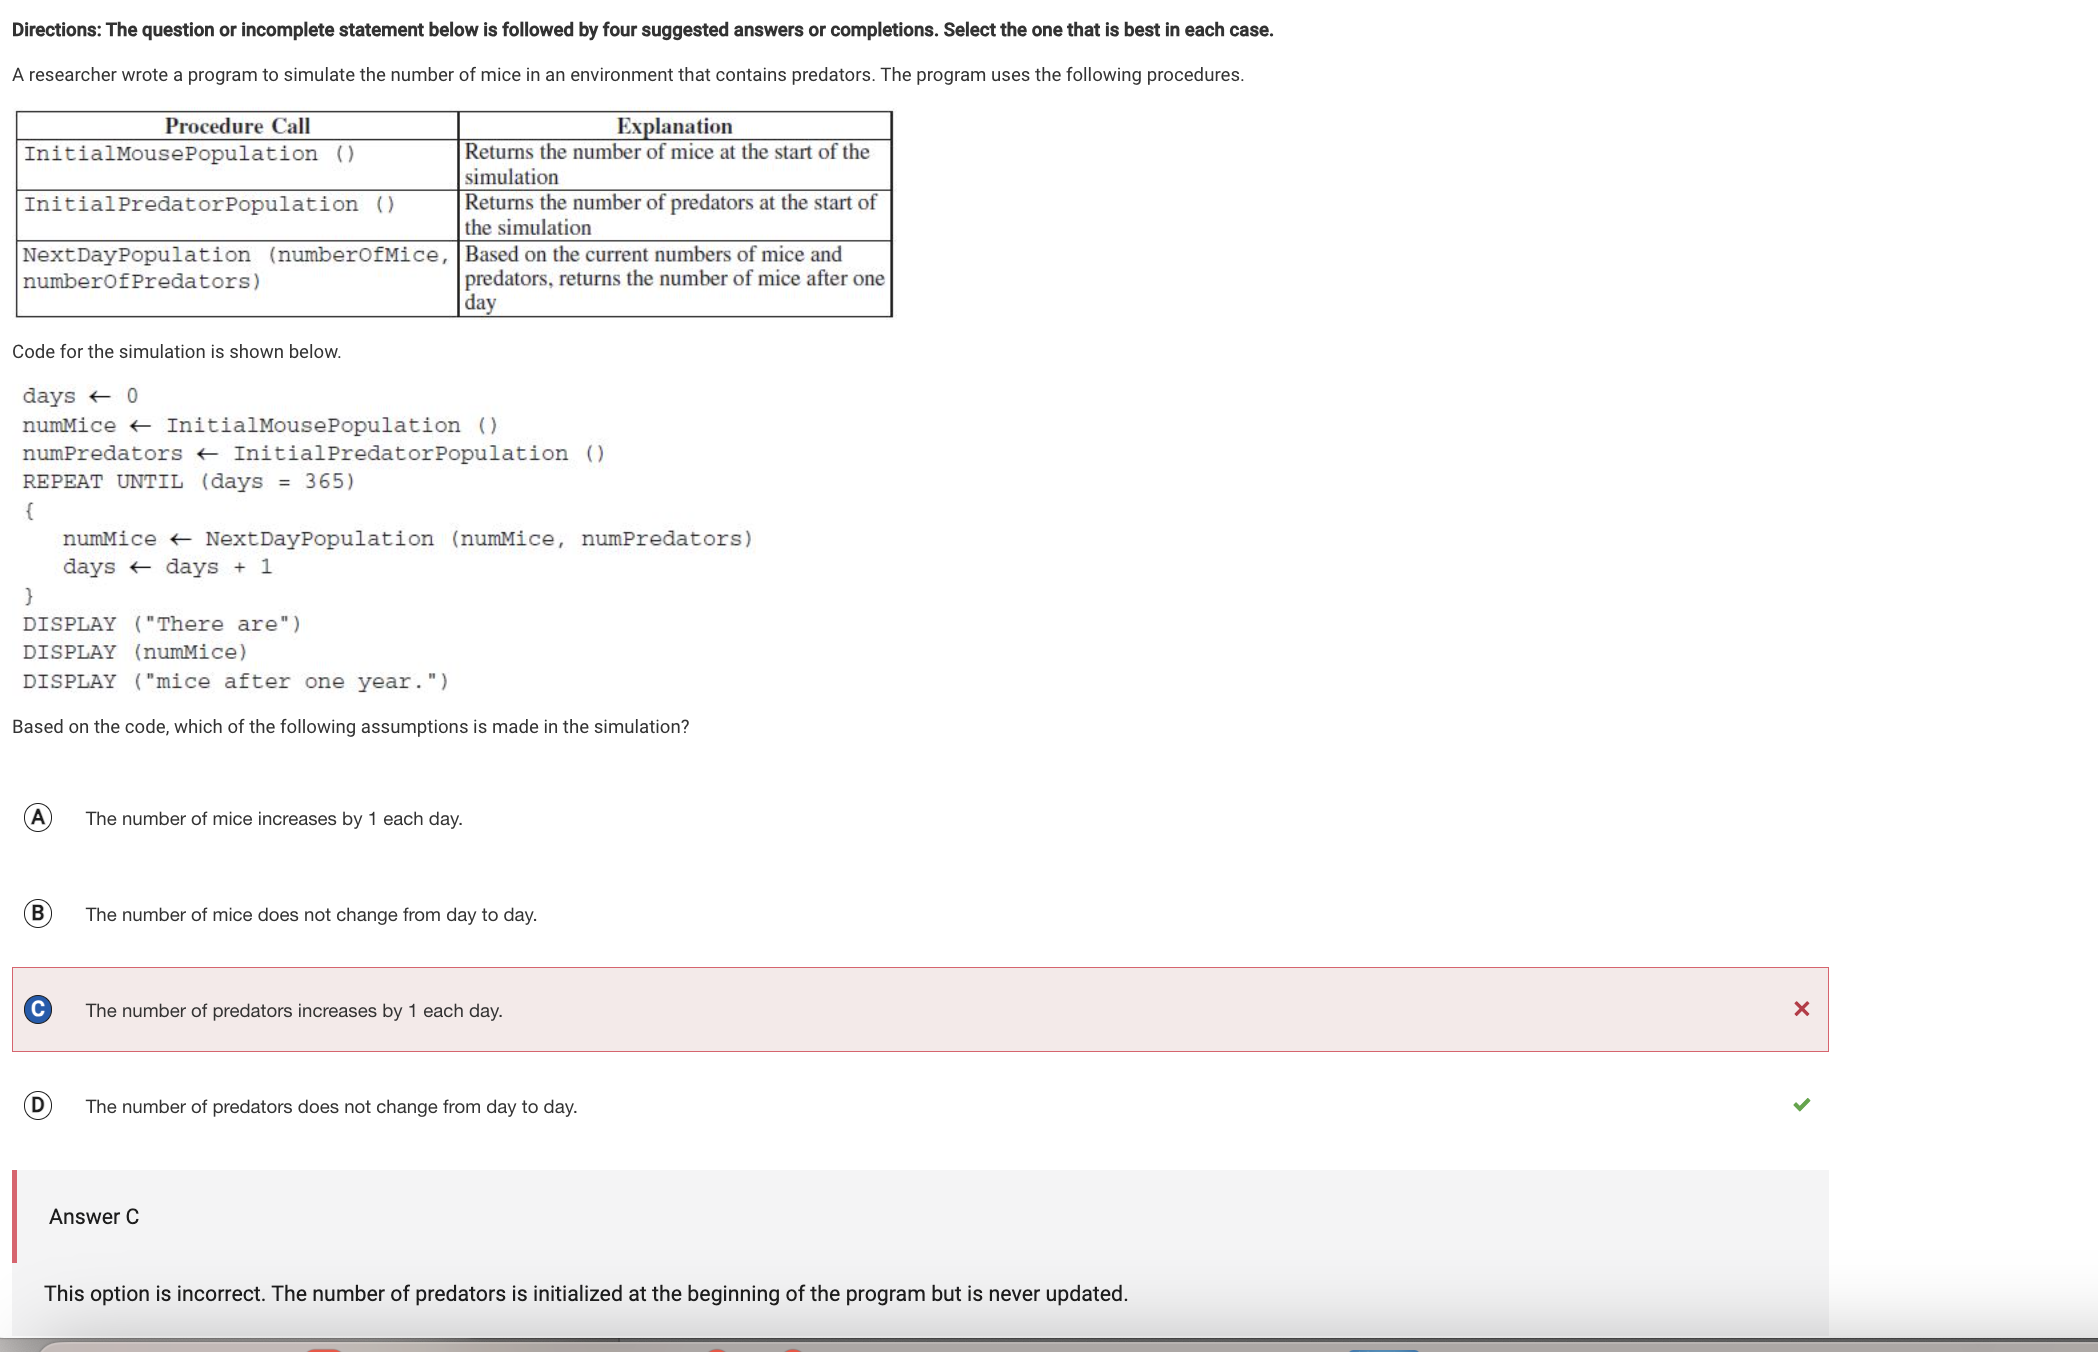 Directions: The question or incomplete statement below is followed by four suggested answers or completions. Select the one that is best in each case.
A researcher wrote a program to simulate the number of mice in an environment that contains predators. The program uses the following procedures.
Procedure Call
Explanation
InitialMousePopulation ()
Returns the number of mice at the start of the
simulation
InitialPredatorPopulation ()
Returns the number of predators at the start of
the simulation
NextDayPopulation (numberOfMice,
numberOfPredators)
Based on the current numbers of mice and
predators, returns the number of mice after one
day
Code for the simulation is shown below.
days ← 0
numMice ← InitialMousePopulation ()
numPredators ← InitialPredatorPopulation ()
REPEAT UNTIL (days = 365)
{
numMice ← NextDayPopulation (numMice, numPredators)
days ← days + 1
}
DISPLAY ("There are")
DISPLAY (numMice)
DISPLAY ("mice after one year.")
Based on the code, which of the following assumptions is made in the simulation?
A The number of mice increases by 1 each day.
B The number of mice does not change from day to day.
C The number of predators increases by 1 each day.
D The number of predators does not change from day to day.
Answer C
This option is incorrect. The number of predators is initialized at the beginning of the program but is never updated.